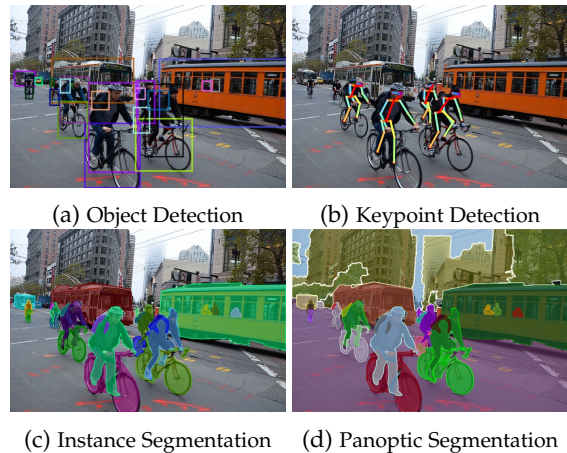 (a) Object Detection
(b) Keypoint Detection
(c) Instance Segmentation
(d) Panoptic Segmentation